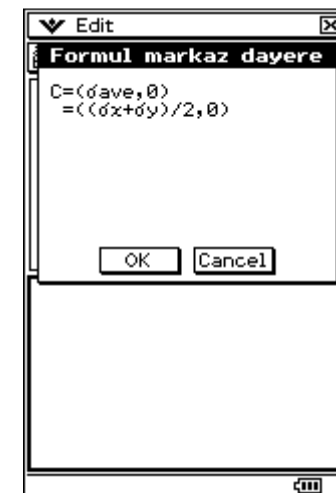 Edit
Formul markaz dayere
C=(σave,0)
=((σx+σy)/2,0)
OK Cancel